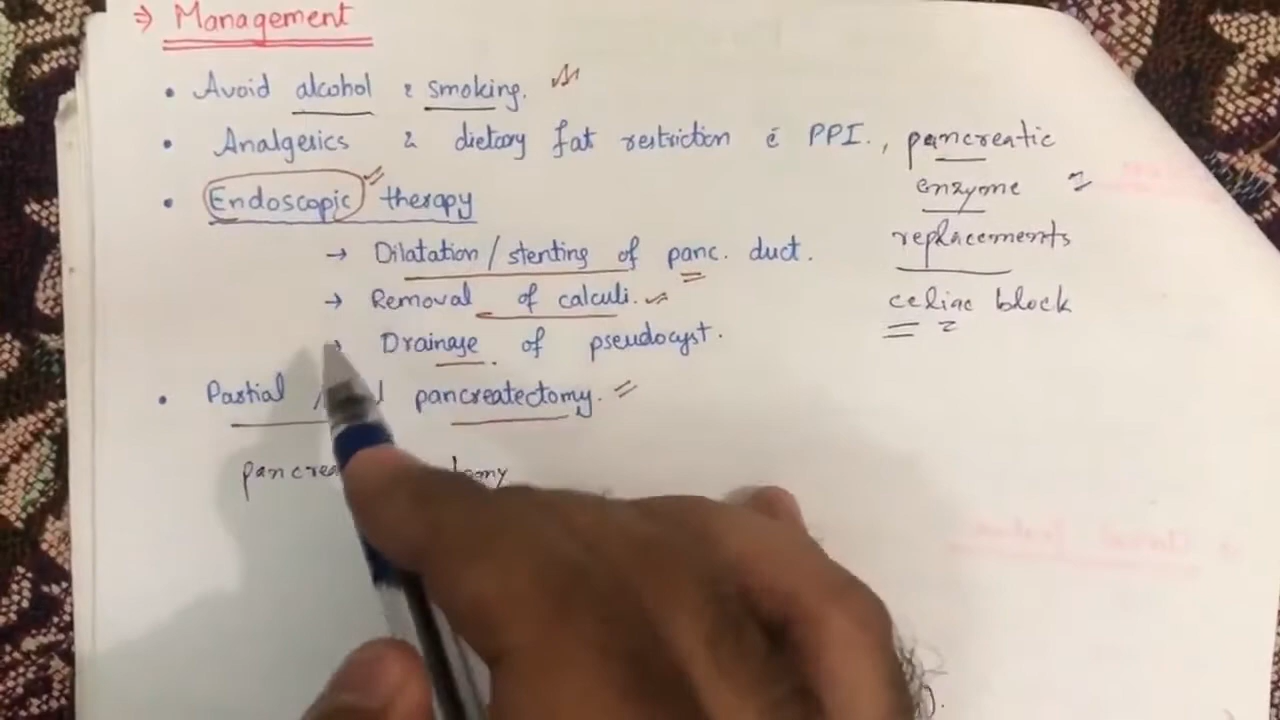 ⇒ Management
• Avoid alcohol & smoking.
• Analgesics & dietary fat restriction c̄ PPI., pancreatic
enzyme
replacements
celiac block
• Endoscopic therapy
→ Dilatation / stenting of panc. duct.
→ Removal of calculi.
→ Drainage of pseudocyst.
• Partial / pancreatectomy.